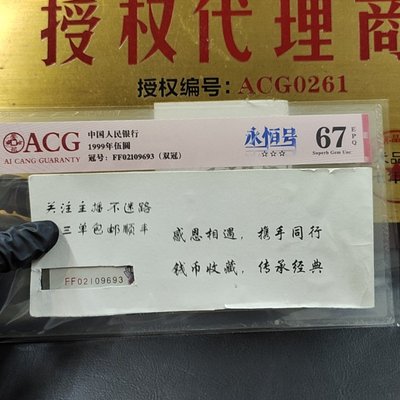 授权代理商
授权编号：ACG0261
ACG
AI CANG GUARANTY
中国人民银行
1999年伍圆
冠号：FF02109693（双冠）
永恒号
☆☆☆
67
EPQ
Superb Gem Unc
关注主播不迷路
三单包邮顺丰
感恩相遇，携手同行
钱币收藏，传承经典
FF02109693